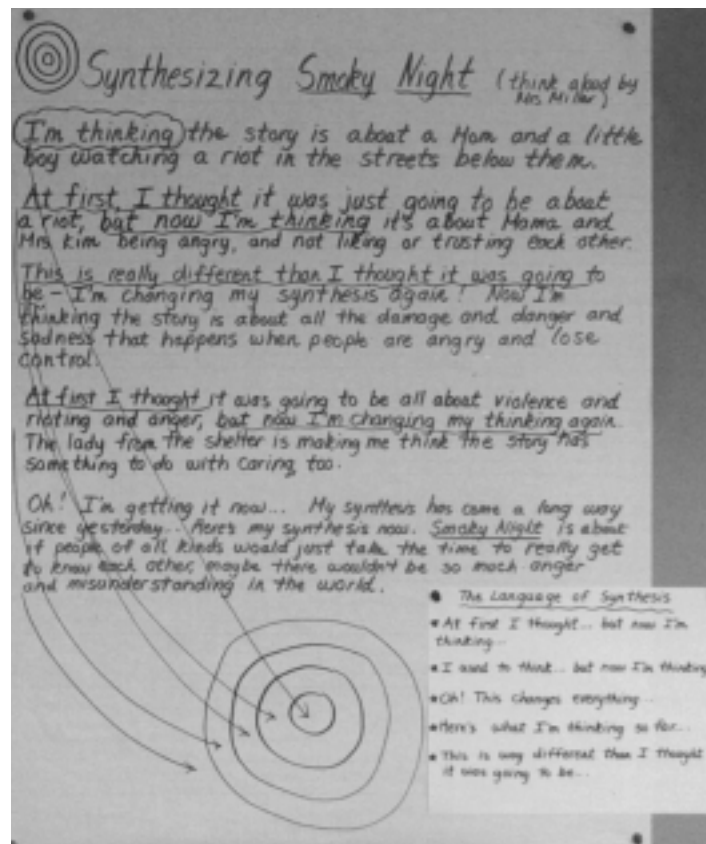 Synthesizing Smoky Night (think aloud by
Mrs Miller)
I'm thinking the story is about a Mom and a little
boy watching a riot in the streets below them.
At first, I thought it was just going to be about
a riot, but now I'm thinking it's about Mama and
Mrs Kim being angry, and not liking or trusting each other.
This is really different than I thought it was going to
be - I'm changing my synthesis again! Now I'm
thinking the story is about all the damage and danger and
sadness that happens when people are angry and lose
control.
At first I thought it was going to be all about violence and
rioting and anger, but now I'm changing my thinking again.
The lady from the shelter is making me think the story has
something to do with caring, too.
Oh! I'm getting it now... My synthesis has come a long way
since yesterday... Here's my synthesis now. Smoky Night is about
if people of all kinds would just take the time to really get
to know each other, maybe there wouldn't be so much anger
and misunderstanding in the world.
The Language of Synthesis
* At first I thought... but now I'm
thinking...
* I used to think... but now I'm thinking
* Oh! This changes everything...
* Here's what I'm thinking so far...
* This is way different than I thought
it was going to be...